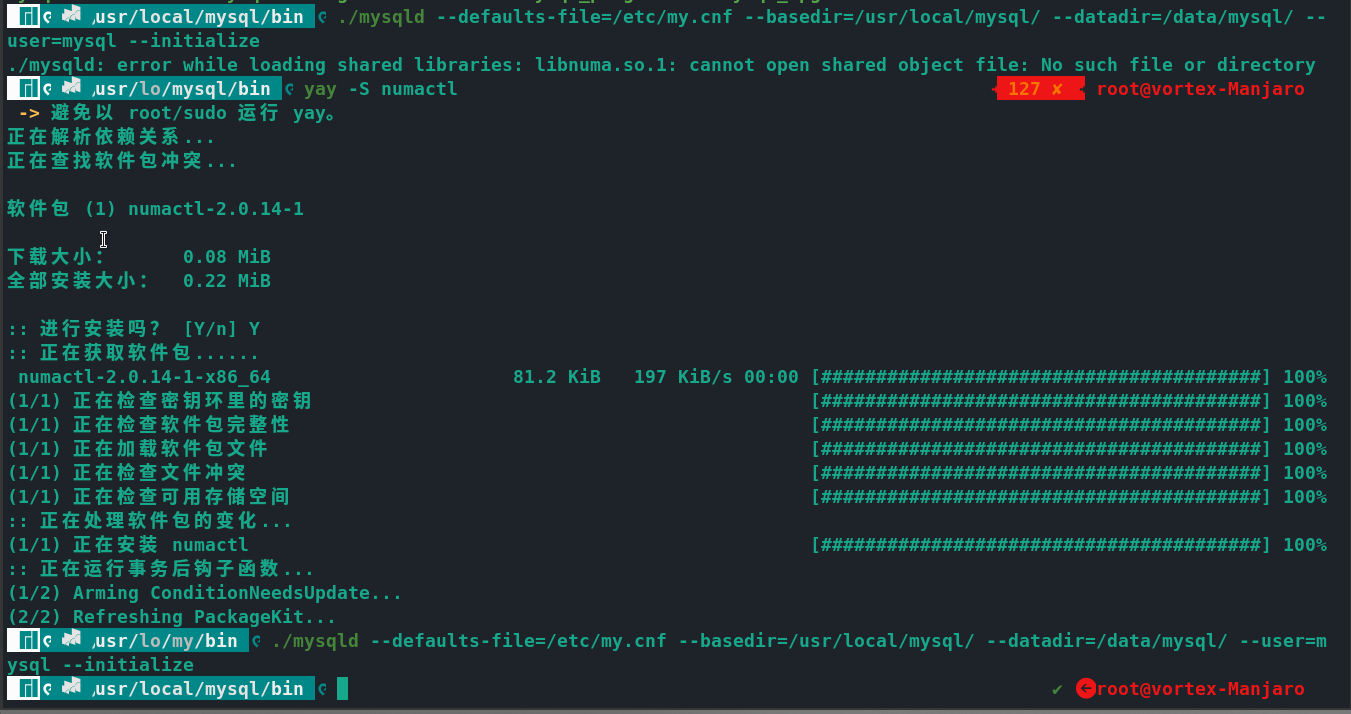 /usr/local/mysql/bin ./mysqld --defaults-file=/etc/my.cnf --basedir=/usr/local/mysql/ --datadir=/data/mysql/ --
user=mysql --initialize
./mysqld: error while loading shared libraries: libnuma.so.1: cannot open shared object file: No such file or directory
/usr/lo/mysql/bin yay -S numactl 127 ✘ root@vortex-Manjaro
-> 避免以 root/sudo 运行 yay。
正在解析依赖关系...
正在查找软件包冲突...
软件包 (1) numactl-2.0.14-1
下载大小: 0.08 MiB
全部安装大小: 0.22 MiB
:: 进行安装吗? [Y/n] Y
:: 正在获取软件包......
numactl-2.0.14-1-x86_64 81.2 KiB 197 KiB/s 00:00 [########################################] 100%
(1/1) 正在检查密钥环里的密钥 [########################################] 100%
(1/1) 正在检查软件包完整性 [########################################] 100%
(1/1) 正在加载软件包文件 [########################################] 100%
(1/1) 正在检查文件冲突 [########################################] 100%
(1/1) 正在检查可用存储空间 [########################################] 100%
:: 正在处理软件包的变化...
(1/1) 正在安装 numactl [########################################] 100%
:: 正在运行事务后钩子函数...
(1/2) Arming ConditionNeedsUpdate...
(2/2) Refreshing PackageKit...
/usr/lo/my/bin ./mysqld --defaults-file=/etc/my.cnf --basedir=/usr/local/mysql/ --datadir=/data/mysql/ --user=m
ysql --initialize
/usr/local/mysql/bin ✔ root@vortex-Manjaro